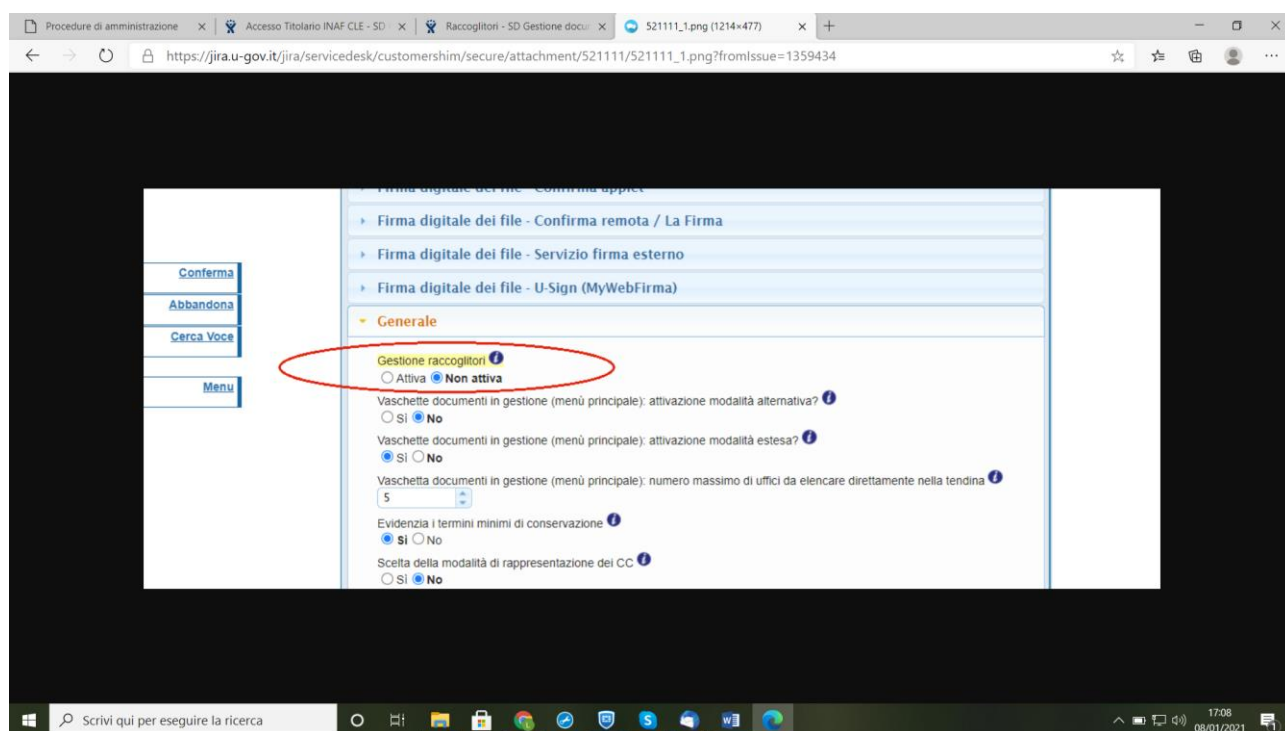 Procedure di amministrazione
Accesso Titolario INAF CLE - SD
Raccoglitori - SD Gestione docu
521111_1.png (1214×477)
https://jira.u-gov.it/jira/servicedesk/customershim/secure/attachment/521111/521111_1.png?fromIssue=1359434
Firma digitale dei file - Confirma applet
Firma digitale dei file - Confirma remota / La Firma
Firma digitale dei file - Servizio firma esterno
Firma digitale dei file - U-Sign (MyWebFirma)
Generale
Conferma
Abbandona
Cerca Voce
Menu
Gestione raccoglitori
Attiva Non attiva
Vaschette documenti in gestione (menù principale): attivazione modalità alternativa?
Sì No
Vaschette documenti in gestione (menù principale): attivazione modalità estesa?
Sì No
Vaschetta documenti in gestione (menù principale): numero massimo di uffici da elencare direttamente nella tendina
5
Evidenzia i termini minimi di conservazione
Sì No
Scelta della modalità di rappresentazione dei CC
Sì No
Scrivi qui per eseguire la ricerca
17:08
08/01/2021